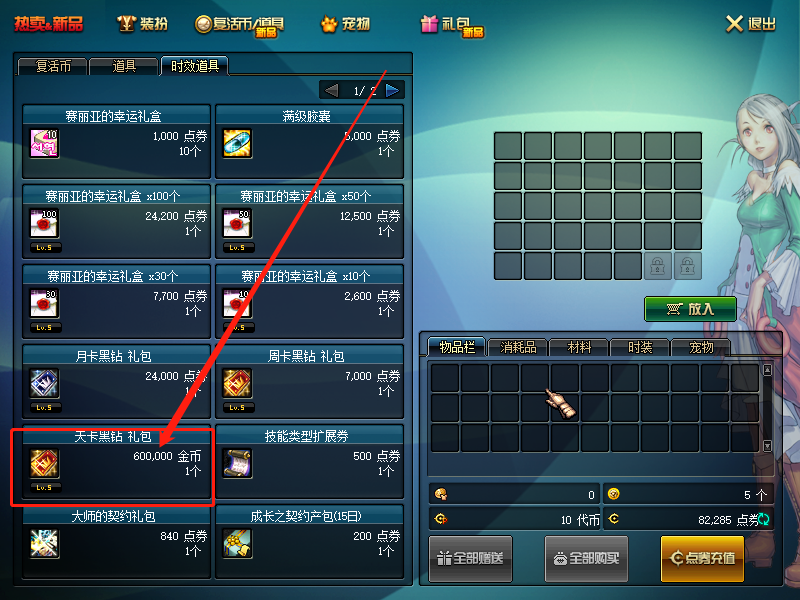 热卖&新品
装扮
复活币/道具
新品
宠物
礼包
新品
退出
复活币
道具
时效道具
1/ 2
赛丽亚的幸运礼盒
10
1,000 点券
10个
满级胶囊
5,000 点券
1个
赛丽亚的幸运礼盒 x100个
100
Lv.5
24,200 点券
1个
赛丽亚的幸运礼盒 x50个
50
Lv.5
12,500 点券
1个
赛丽亚的幸运礼盒 x30个
30
Lv.5
7,700 点券
1个
赛丽亚的幸运礼盒 x10个
10
Lv.5
2,600 点券
1个
月卡黑钻 礼包
Lv.5
24,000 点券
1个
周卡黑钻 礼包
Lv.5
7,000 点券
1个
天卡黑钻 礼包
Lv.5
600,000 金币
1个
技能类型扩展券
500 点券
1个
大师的契约礼包
840 点券
1个
成长之契约产包(15日)
200 点券
1个
放入
物品栏
消耗品
材料
时装
宠物
0
5 个
10 代币
82,285 点券
全部赠送
全部购买
点券充值